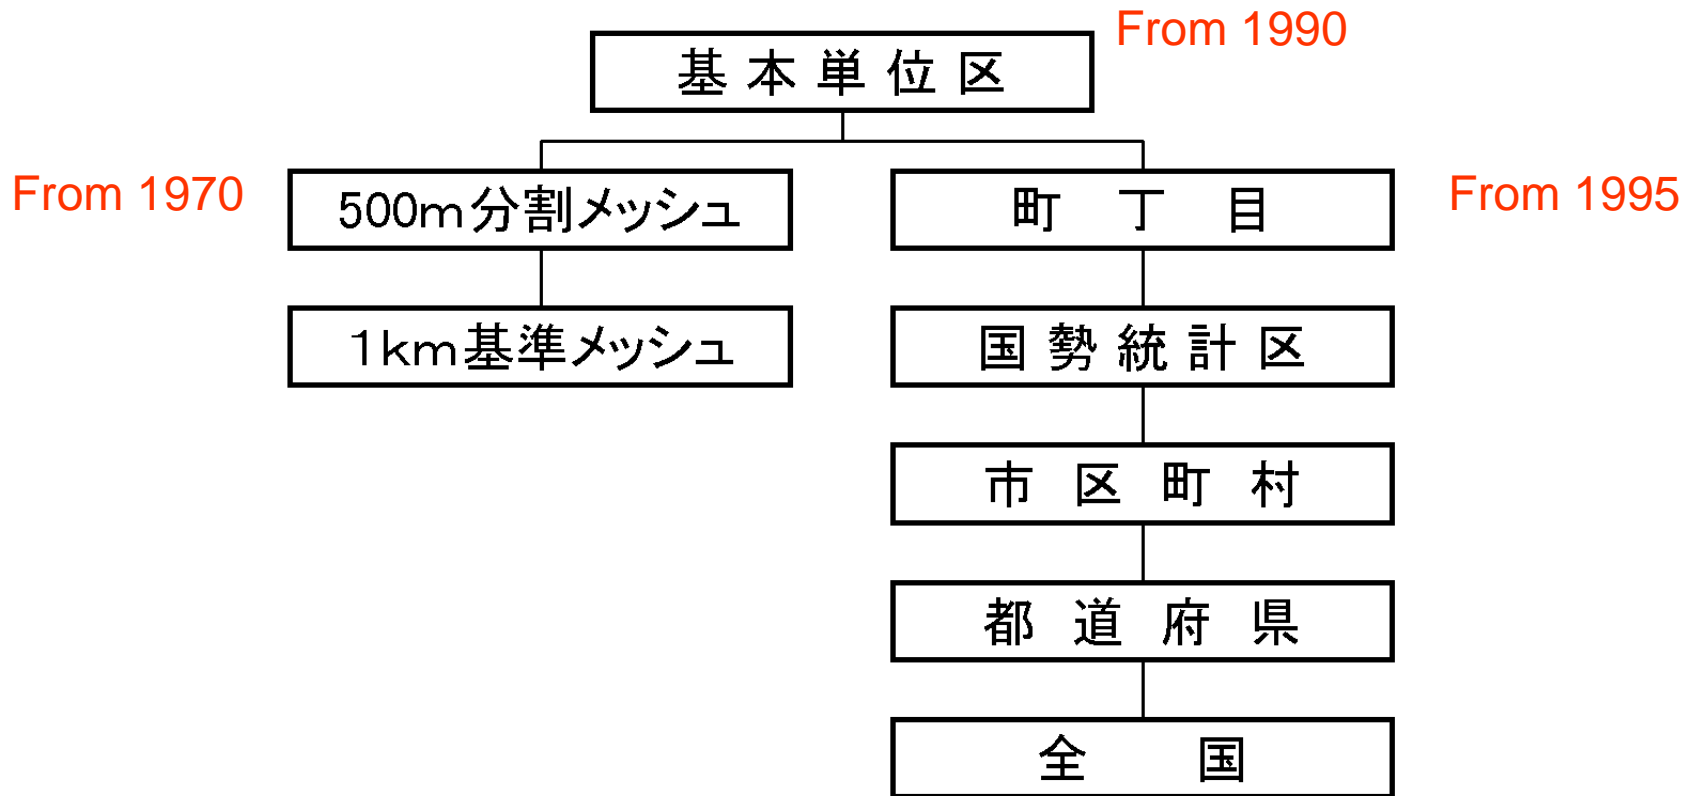 From 1990
基本単位区
From 1970
500m分割メッシュ
町丁目
From 1995
1km基準メッシュ
国勢統計区
市区町村
都道府県
全国